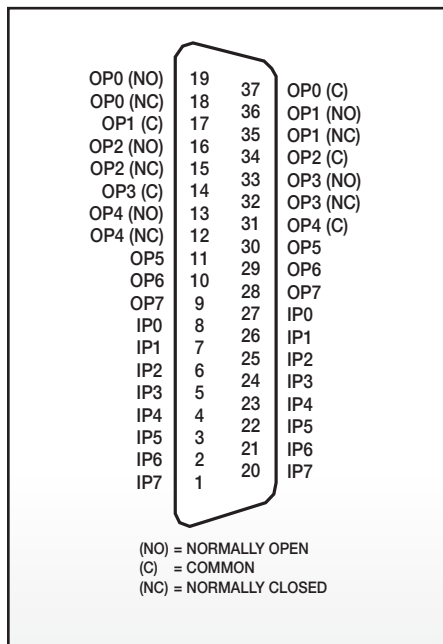 OP0 (NO) 19
OP0 (NC) 18
OP1 (C) 17
OP2 (NO) 16
OP2 (NC) 15
OP3 (C) 14
OP4 (NO) 13
OP4 (NC) 12
OP5 11
OP6 10
OP7 9
IP0 8
IP1 7
IP2 6
IP3 5
IP4 4
IP5 3
IP6 2
IP7 1
37 OP0 (C)
36 OP1 (NO)
35 OP1 (NC)
34 OP2 (C)
33 OP3 (NO)
32 OP3 (NC)
31 OP4 (C)
30 OP5
29 OP6
28 OP7
27 IP0
26 IP1
25 IP2
24 IP3
23 IP4
22 IP5
21 IP6
20 IP7
(NO) = NORMALLY OPEN
(C) = COMMON
(NC) = NORMALLY CLOSED